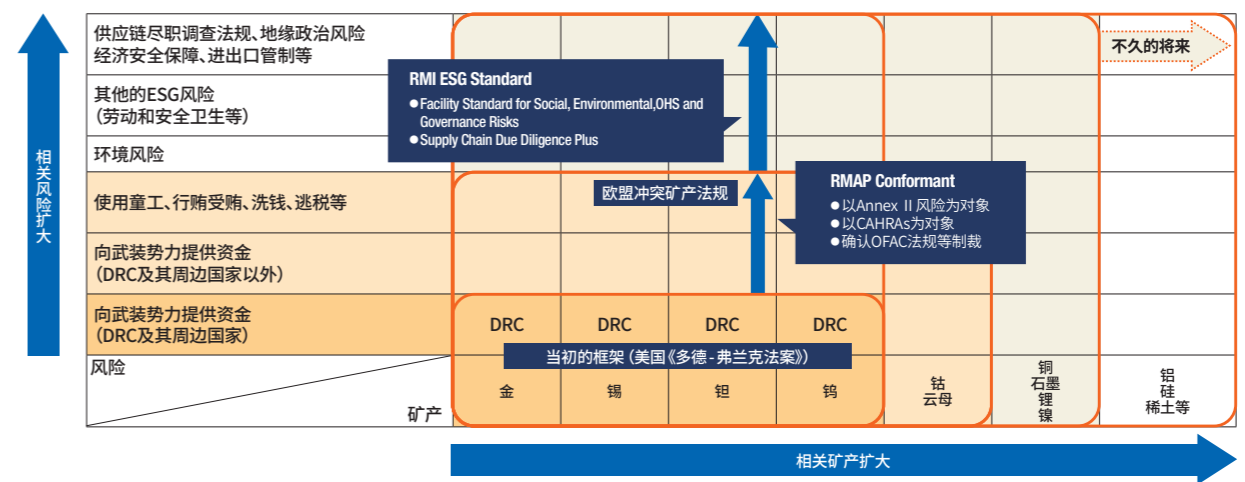 相关风险扩大
供应链尽职调查法规、地缘政治风险
经济安全保障、进出口管制等
不久的将来
RMI ESG Standard
●Facility Standard for Social, Environmental,OHS and
Governance Risks
●Supply Chain Due Diligence Plus
其他的ESG风险
(劳动和安全卫生等)
环境风险
使用童工、行贿受贿、洗钱、逃税等
欧盟冲突矿产法规
RMAP Conformant
●以Annex Ⅱ风险为对象
●以CAHRAs为对象
●确认OFAC法规等制裁
向武装势力提供资金
(DRC及其周边国家以外)
向武装势力提供资金
(DRC及其周边国家)
DRC
DRC
DRC
DRC
当初的框架(美国《多德-弗兰克法案》)
风险
矿产
金
锡
钽
钨
钴
云母
铜
石墨
锂
镍
铝
硅
稀土等
相关矿产扩大